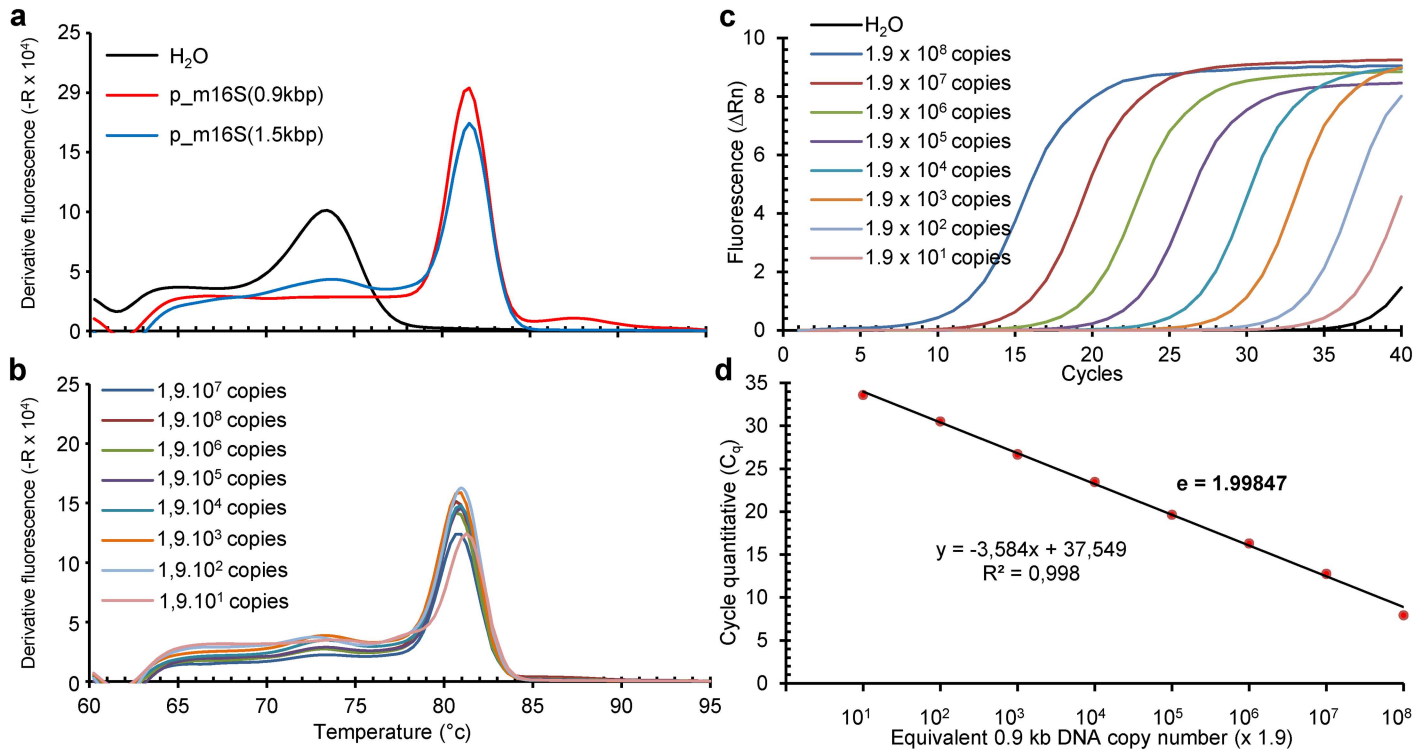 a
Derivative fluorescence (-R x 10⁴)
25
29
15
10
5
0
H₂O
p_m16S(0.9kbp)
p_m16S(1.5kbp)
60 65 70 75 80 85 90 95
b
Derivative fluorescence (-R x 10⁴)
25
20
15
10
5
0
1,9.10⁷ copies
1,9.10⁸ copies
1,9.10⁶ copies
1,9.10⁵ copies
1,9.10⁴ copies
1,9.10³ copies
1,9.10² copies
1,9.10¹ copies
60 65 70 75 80 85 90 95
Temperature (°c)
c
Fluorescence (ΔRn)
10
8
6
4
2
0
H₂O
1.9 x 10⁸ copies
1.9 x 10⁷ copies
1.9 x 10⁶ copies
1.9 x 10⁵ copies
1.9 x 10⁴ copies
1.9 x 10³ copies
1.9 x 10² copies
1.9 x 10¹ copies
0 5 10 15 20 25 30 35 40
Cycles
d
Cycle quantitative (Cq)
35
30
25
20
15
10
5
0
e = 1.99847
y = -3,584x + 37,549
R² = 0,998
10¹ 10² 10³ 10⁴ 10⁵ 10⁶ 10⁷ 10⁸
Equivalent 0.9 kb DNA copy number (x 1.9)